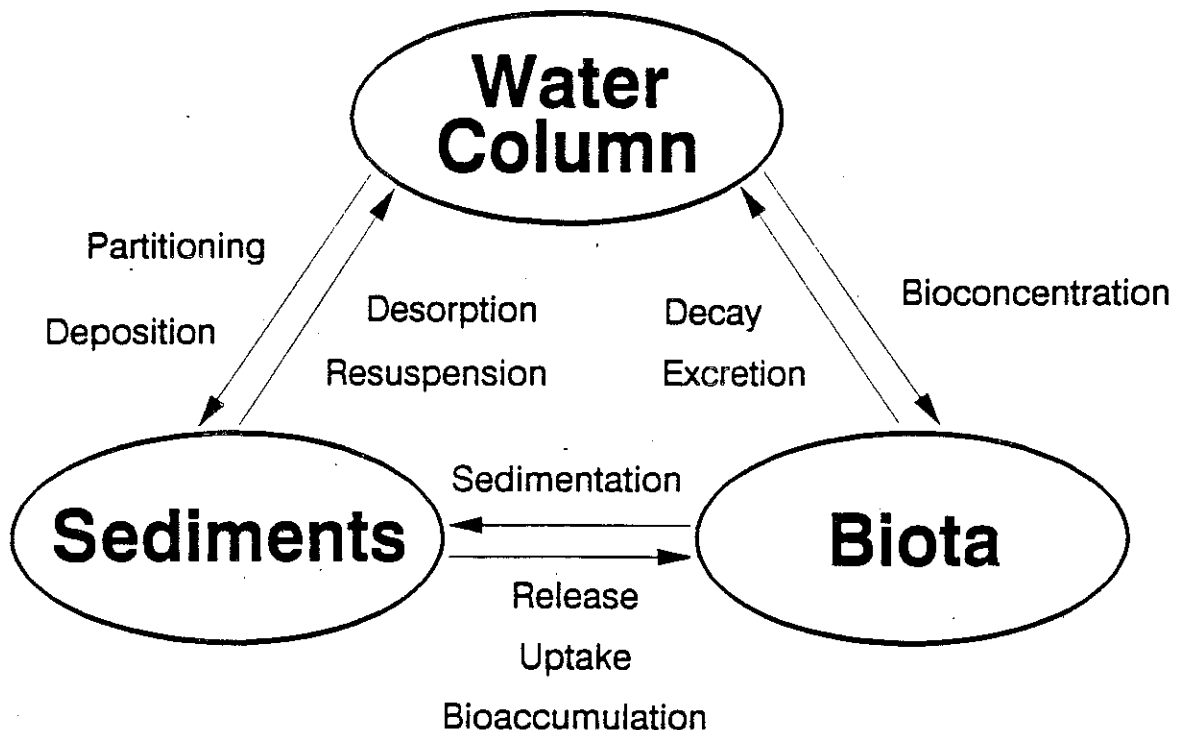 Water
Column
Partitioning
Deposition
Desorption
Resuspension
Decay
Excretion
Bioconcentration
Sediments
Sedimentation
Release
Uptake
Bioaccumulation
Biota